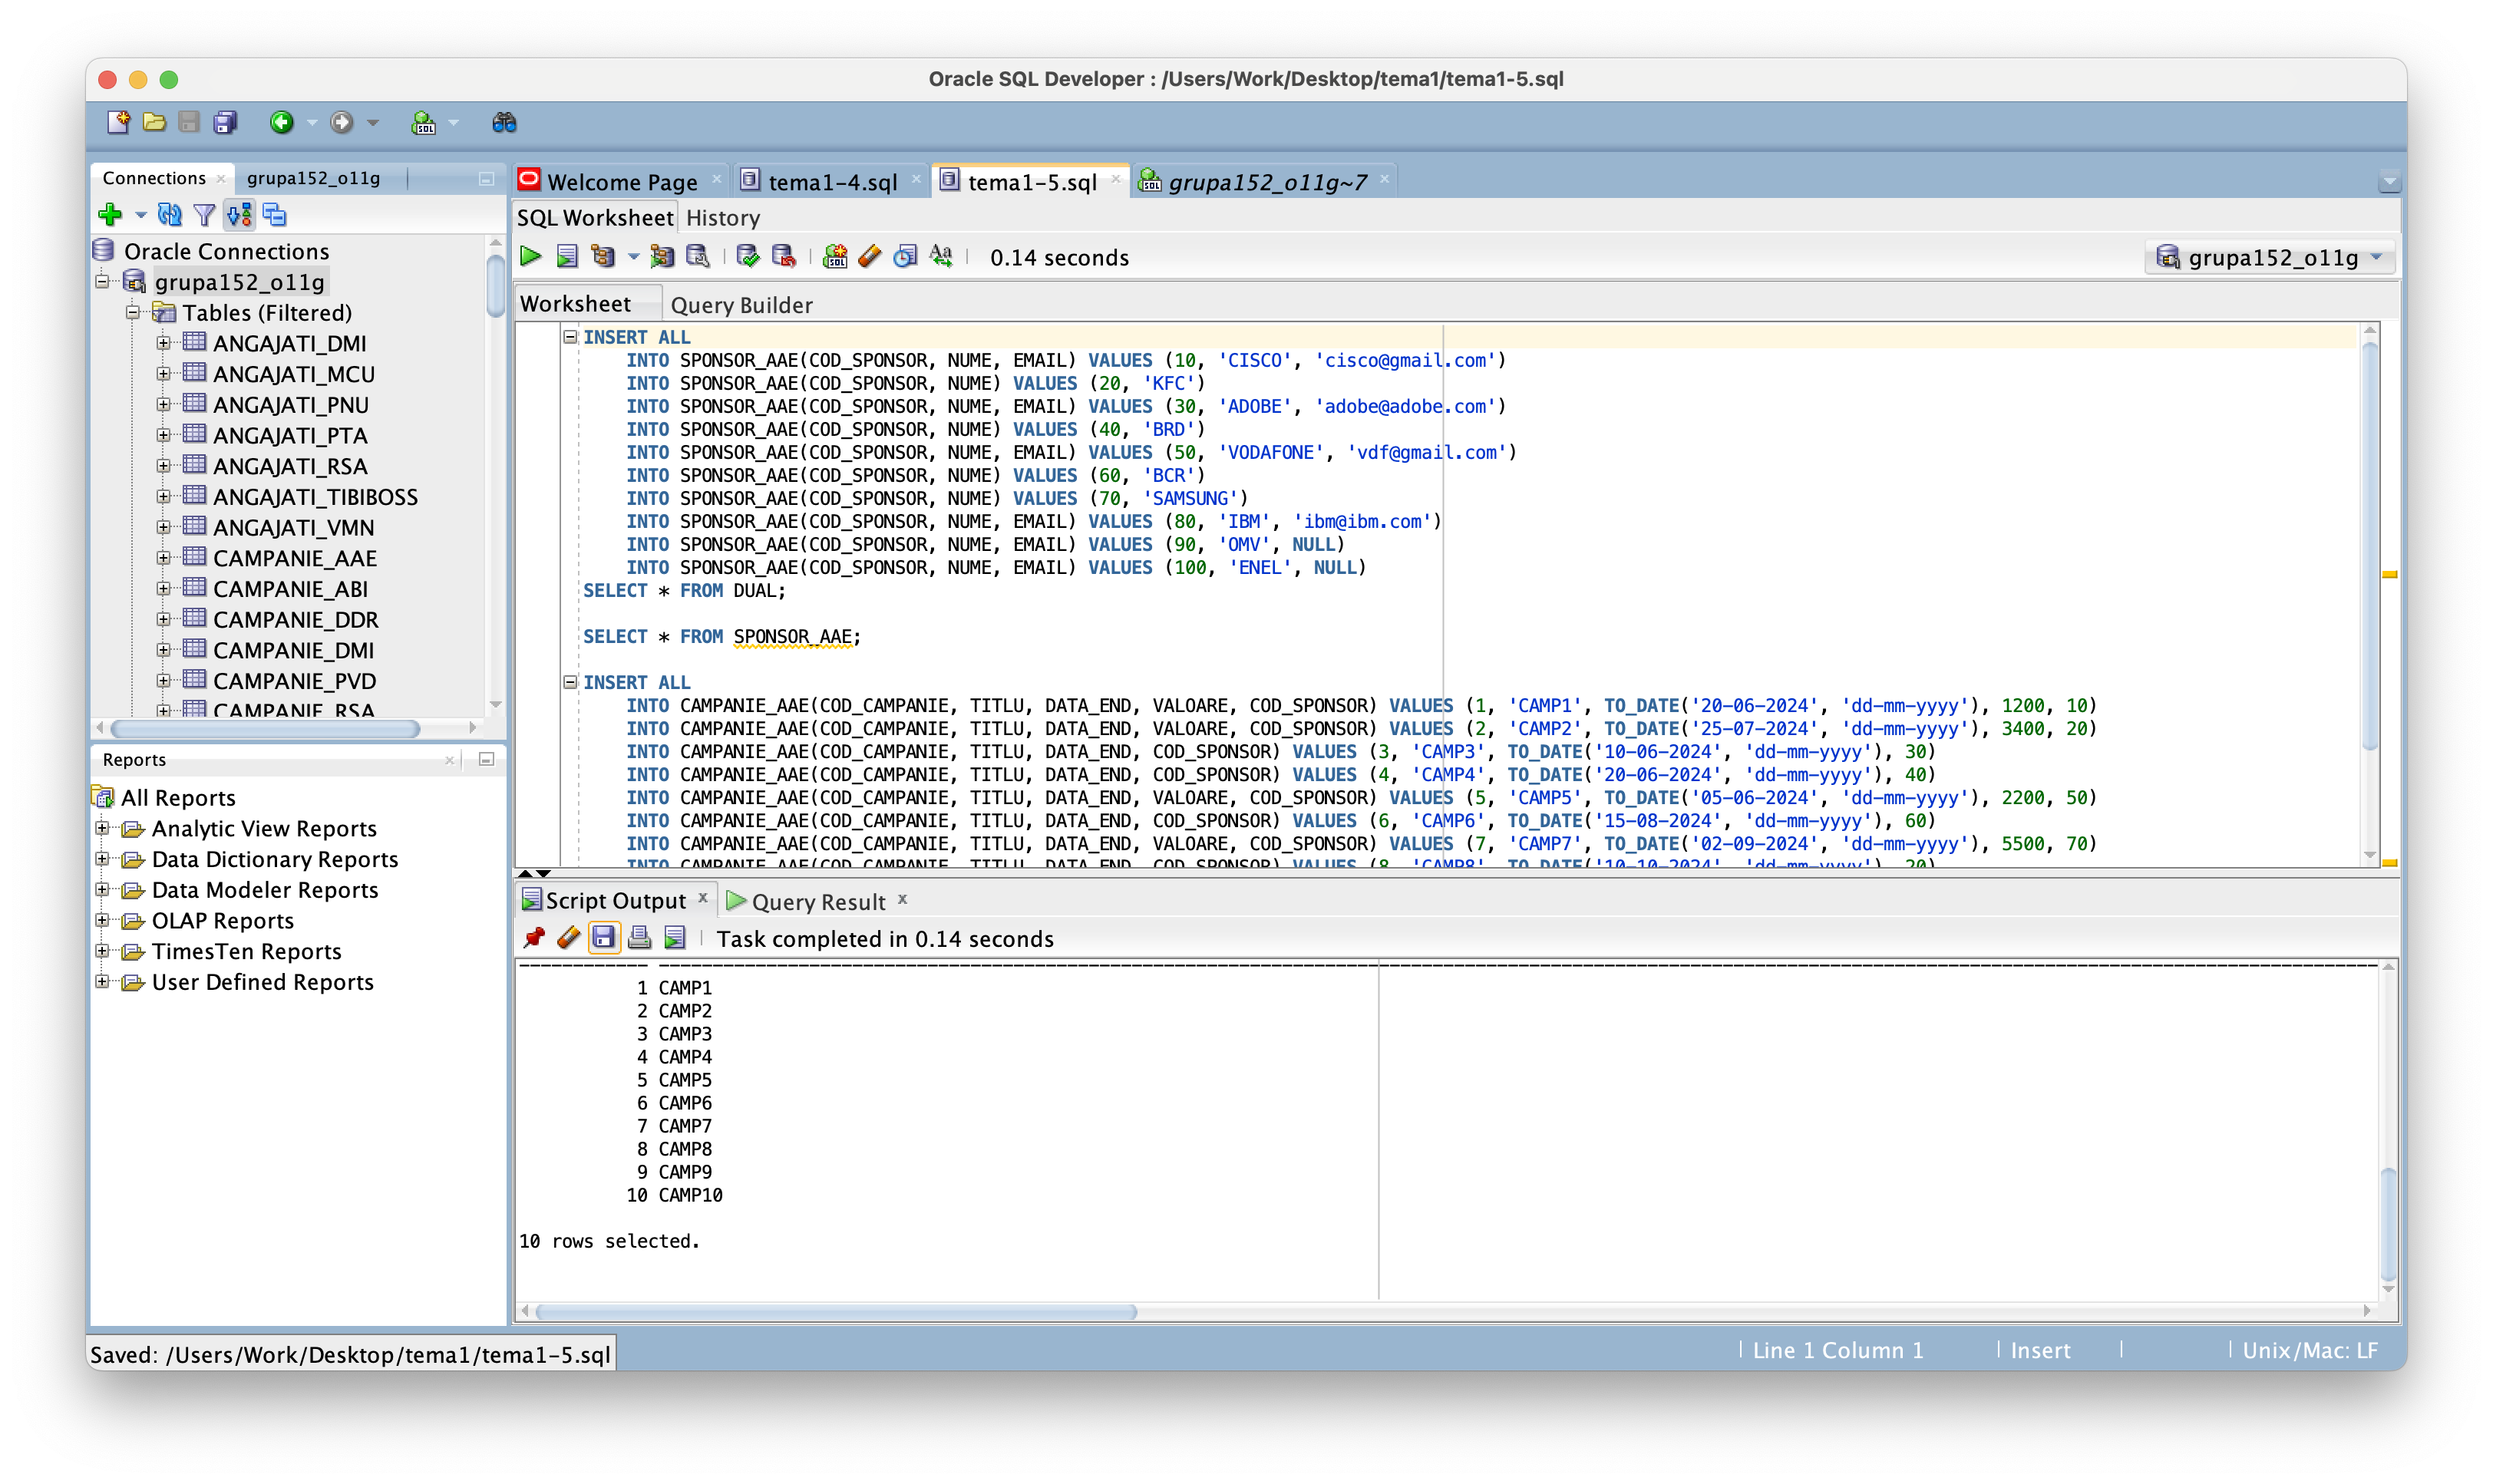 Oracle SQL Developer : /Users/Work/Desktop/tema1/tema1-5.sql
Connections
grupa152_o11g
Oracle Connections
grupa152_o11g
Tables (Filtered)
ANGAJATI_DMI
ANGAJATI_MCU
ANGAJATI_PNU
ANGAJATI_PTA
ANGAJATI_RSA
ANGAJATI_TIBIBOSS
ANGAJATI_VMN
CAMPANIE_AAE
CAMPANIE_ABI
CAMPANIE_DDR
CAMPANIE_DMI
CAMPANIE_PVD
CAMPANIE_RSA
Reports
All Reports
Analytic View Reports
Data Dictionary Reports
Data Modeler Reports
OLAP Reports
TimesTen Reports
User Defined Reports
Welcome Page
tema1-4.sql
tema1-5.sql
grupa152_o11g~7
SQL Worksheet History
0.14 seconds
grupa152_o11g
Worksheet Query Builder
INSERT ALL
INTO SPONSOR_AAE(COD_SPONSOR, NUME, EMAIL) VALUES (10, 'CISCO', 'cisco@gmail.com')
INTO SPONSOR_AAE(COD_SPONSOR, NUME) VALUES (20, 'KFC')
INTO SPONSOR_AAE(COD_SPONSOR, NUME, EMAIL) VALUES (30, 'ADOBE', 'adobe@adobe.com')
INTO SPONSOR_AAE(COD_SPONSOR, NUME) VALUES (40, 'BRD')
INTO SPONSOR_AAE(COD_SPONSOR, NUME, EMAIL) VALUES (50, 'VODAFONE', 'vdf@gmail.com')
INTO SPONSOR_AAE(COD_SPONSOR, NUME) VALUES (60, 'BCR')
INTO SPONSOR_AAE(COD_SPONSOR, NUME) VALUES (70, 'SAMSUNG')
INTO SPONSOR_AAE(COD_SPONSOR, NUME, EMAIL) VALUES (80, 'IBM', 'ibm@ibm.com')
INTO SPONSOR_AAE(COD_SPONSOR, NUME, EMAIL) VALUES (90, 'OMV', NULL)
INTO SPONSOR_AAE(COD_SPONSOR, NUME, EMAIL) VALUES (100, 'ENEL', NULL)
SELECT * FROM DUAL;
SELECT * FROM SPONSOR_AAE;
INSERT ALL
INTO CAMPANIE_AAE(COD_CAMPANIE, TITLU, DATA_END, VALOARE, COD_SPONSOR) VALUES (1, 'CAMP1', TO_DATE('20-06-2024', 'dd-mm-yyyy'), 1200, 10)
INTO CAMPANIE_AAE(COD_CAMPANIE, TITLU, DATA_END, VALOARE, COD_SPONSOR) VALUES (2, 'CAMP2', TO_DATE('25-07-2024', 'dd-mm-yyyy'), 3400, 20)
INTO CAMPANIE_AAE(COD_CAMPANIE, TITLU, DATA_END, COD_SPONSOR) VALUES (3, 'CAMP3', TO_DATE('10-06-2024', 'dd-mm-yyyy'), 30)
INTO CAMPANIE_AAE(COD_CAMPANIE, TITLU, DATA_END, COD_SPONSOR) VALUES (4, 'CAMP4', TO_DATE('20-06-2024', 'dd-mm-yyyy'), 40)
INTO CAMPANIE_AAE(COD_CAMPANIE, TITLU, DATA_END, VALOARE, COD_SPONSOR) VALUES (5, 'CAMP5', TO_DATE('05-06-2024', 'dd-mm-yyyy'), 2200, 50)
INTO CAMPANIE_AAE(COD_CAMPANIE, TITLU, DATA_END, COD_SPONSOR) VALUES (6, 'CAMP6', TO_DATE('15-08-2024', 'dd-mm-yyyy'), 60)
INTO CAMPANIE_AAE(COD_CAMPANIE, TITLU, DATA_END, VALOARE, COD_SPONSOR) VALUES (7, 'CAMP7', TO_DATE('02-09-2024', 'dd-mm-yyyy'), 5500, 70)
INTO CAMPANIE_AAE(COD_CAMPANIE, TITLU, DATA_END, COD_SPONSOR) VALUES (8, 'CAMP8', TO_DATE('10-10-2024', 'dd-mm-yyyy'), 20)
Script Output
Query Result
Task completed in 0.14 seconds
1 CAMP1
2 CAMP2
3 CAMP3
4 CAMP4
5 CAMP5
6 CAMP6
7 CAMP7
8 CAMP8
9 CAMP9
10 CAMP10
10 rows selected.
Saved: /Users/Work/Desktop/tema1/tema1-5.sql
Line 1 Column 1
Insert
Unix/Mac: LF